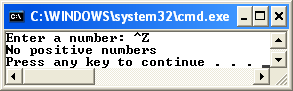 C:\WINDOWS\system32\cmd.exe
Enter a number: ^Z
No positive numbers
Press any key to continue . . . _